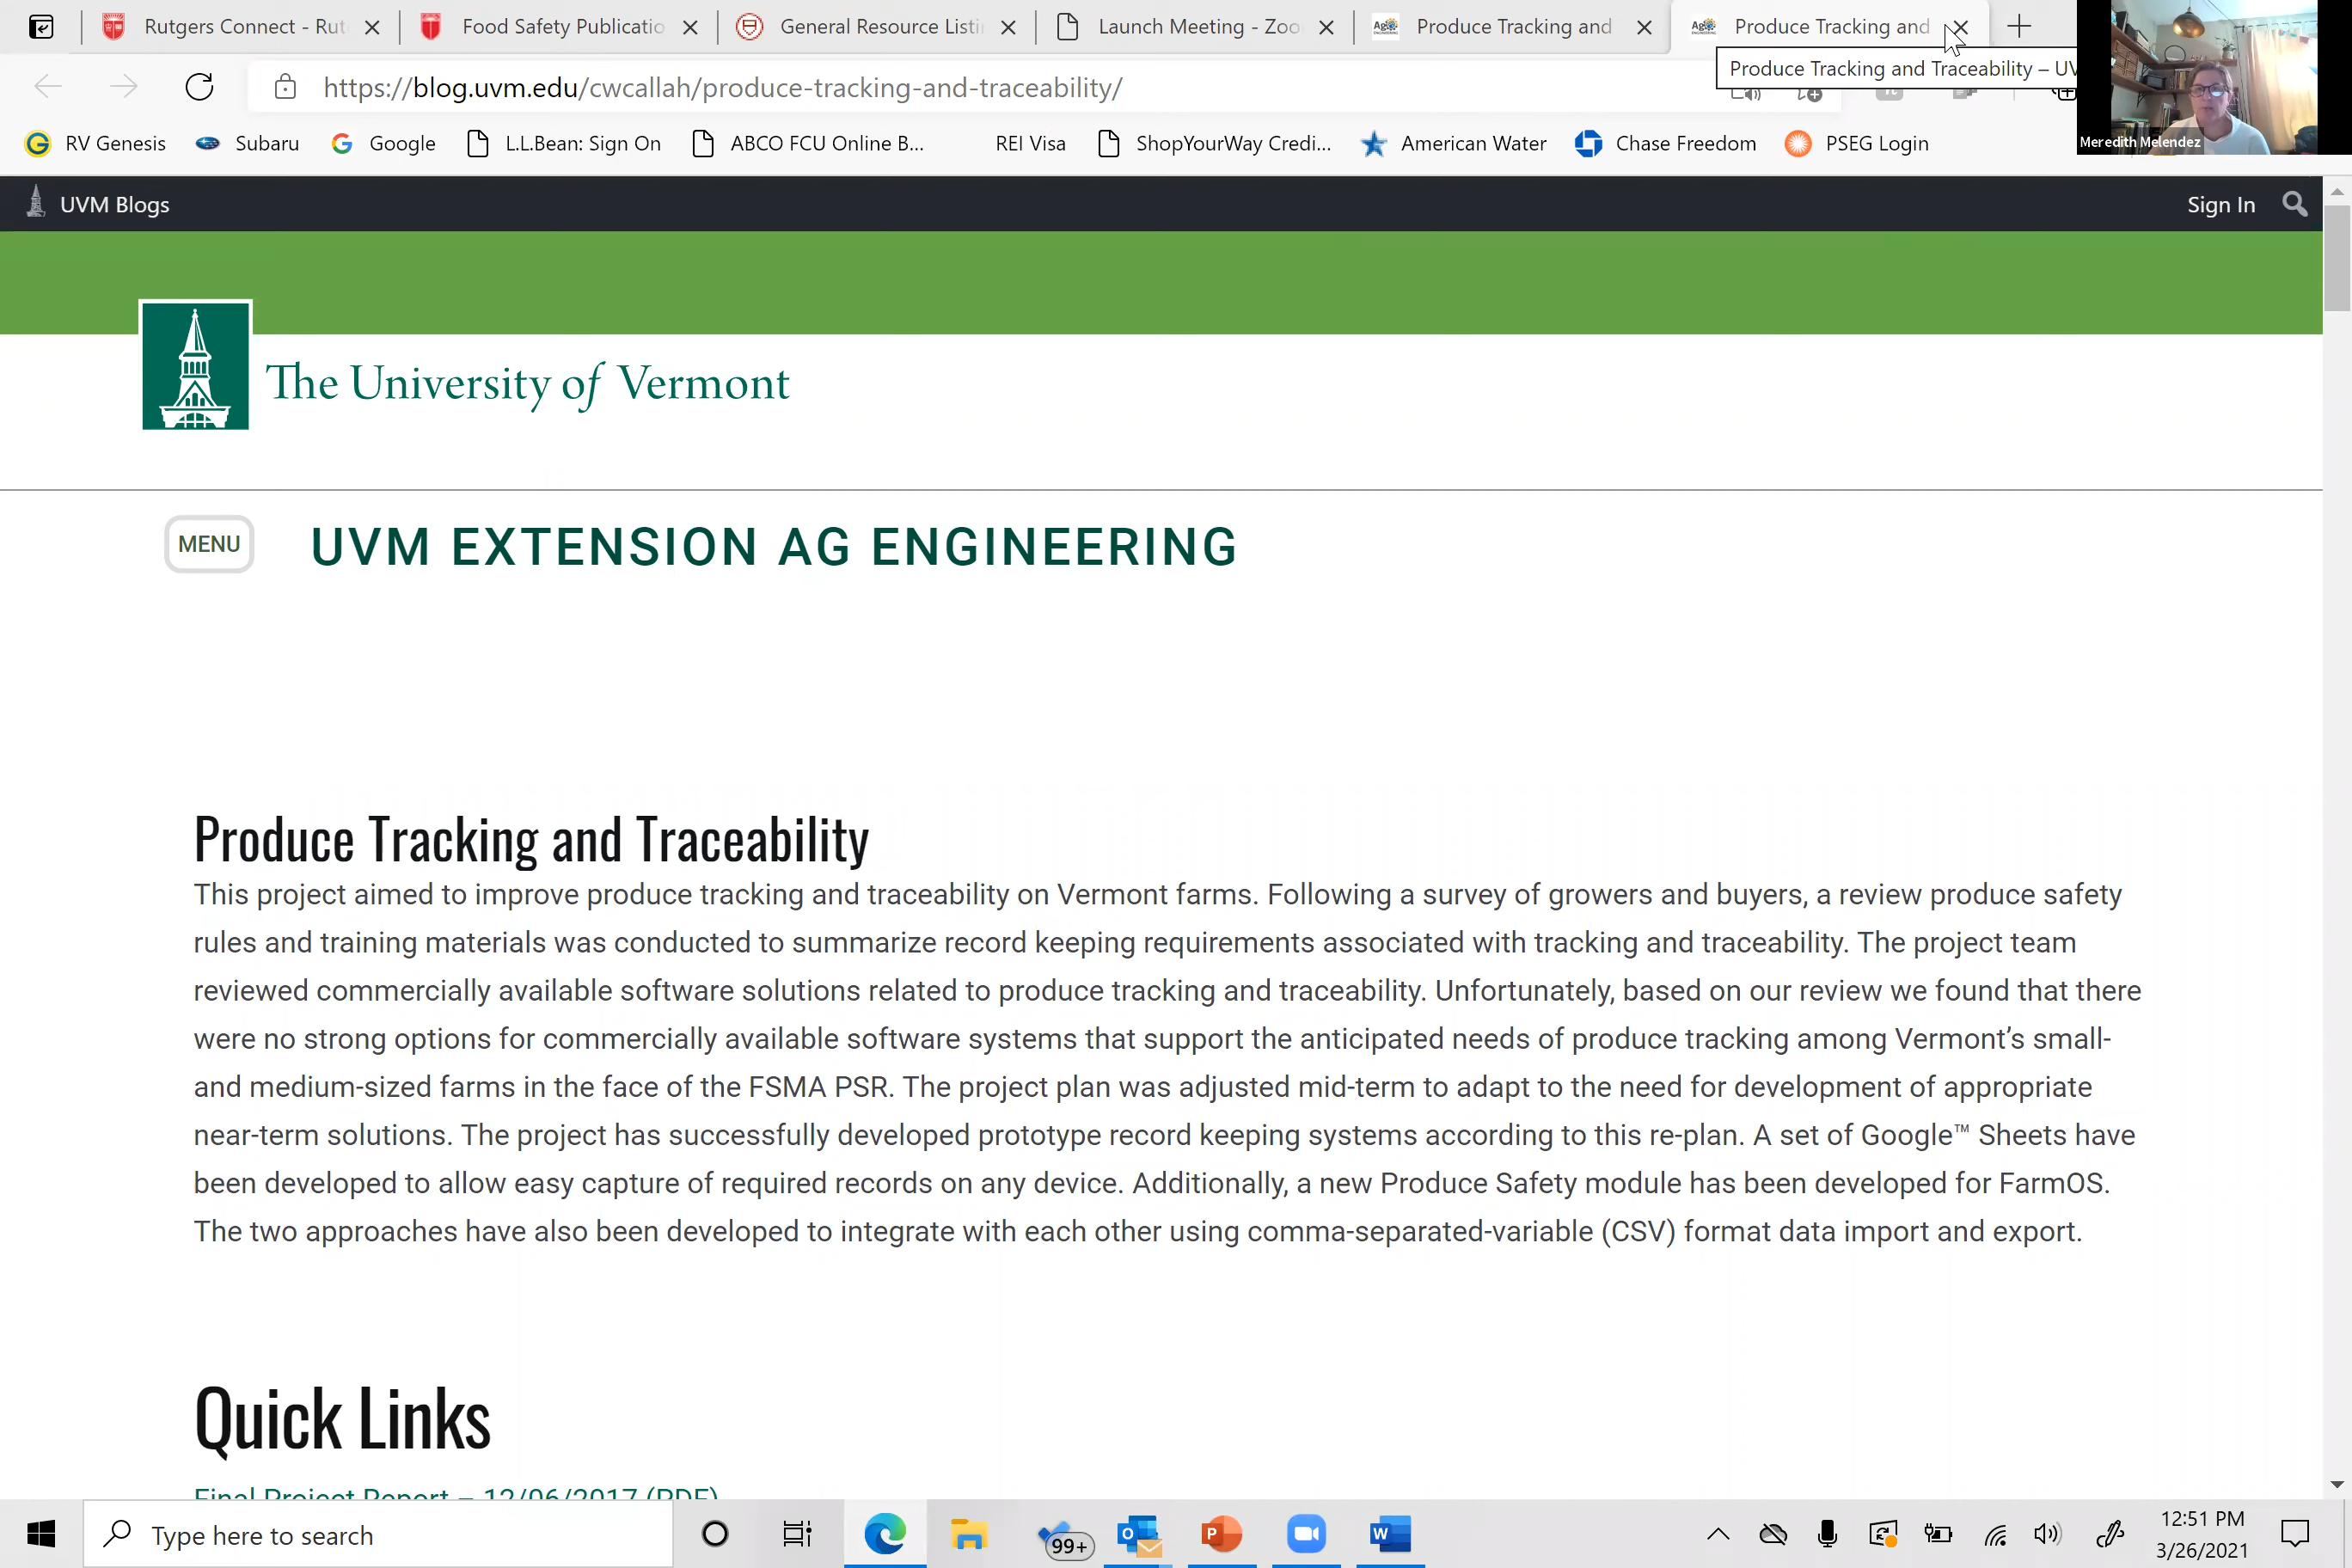 Rutgers Connect - Rut
Food Safety Publicatio
General Resource Listi
Launch Meeting - Zoo
Produce Tracking and
Produce Tracking and
Produce Tracking and Traceability – UV
https://blog.uvm.edu/cwcallah/produce-tracking-and-traceability/
Meredith Melendez
RV Genesis
Subaru
Google
L.L.Bean: Sign On
ABCO FCU Online B...
REI Visa
ShopYourWay Credi...
American Water
Chase Freedom
PSEG Login
UVM Blogs
Sign In
The University of Vermont
MENU
UVM EXTENSION AG ENGINEERING
Produce Tracking and Traceability
This project aimed to improve produce tracking and traceability on Vermont farms. Following a survey of growers and buyers, a review produce safety
rules and training materials was conducted to summarize record keeping requirements associated with tracking and traceability. The project team
reviewed commercially available software solutions related to produce tracking and traceability. Unfortunately, based on our review we found that there
were no strong options for commercially available software systems that support the anticipated needs of produce tracking among Vermont’s small-
and medium-sized farms in the face of the FSMA PSR. The project plan was adjusted mid-term to adapt to the need for development of appropriate
near-term solutions. The project has successfully developed prototype record keeping systems according to this re-plan. A set of Google™ Sheets have
been developed to allow easy capture of required records on any device. Additionally, a new Produce Safety module has been developed for FarmOS.
The two approaches have also been developed to integrate with each other using comma-separated-variable (CSV) format data import and export.
Quick Links
Final Project Report – 12/06/2017 (PDF)
Type here to search
99+
12:51 PM
3/26/2021